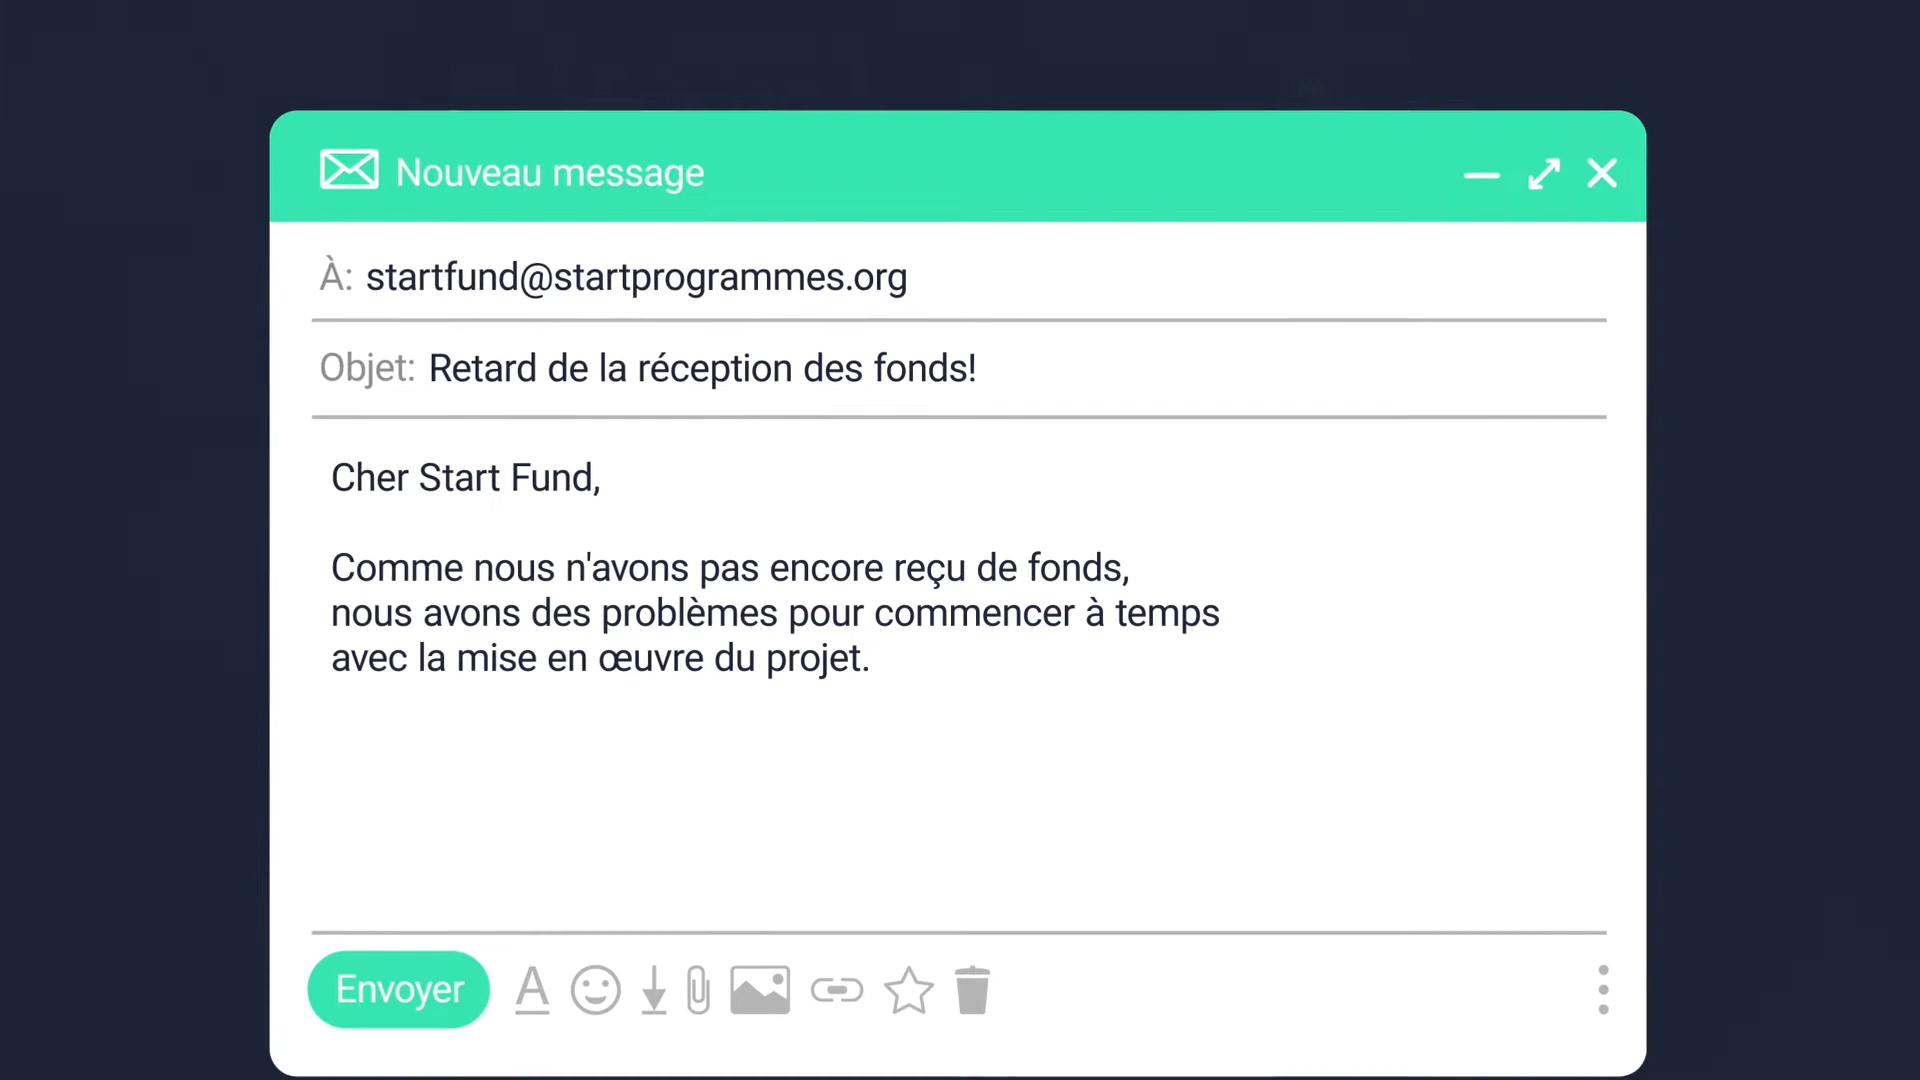 Nouveau message
À: startfund@startprogrammes.org
Objet: Retard de la réception des fonds!
Cher Start Fund,
Comme nous n'avons pas encore reçu de fonds,
nous avons des problèmes pour commencer à temps
avec la mise en œuvre du projet.
Envoyer A